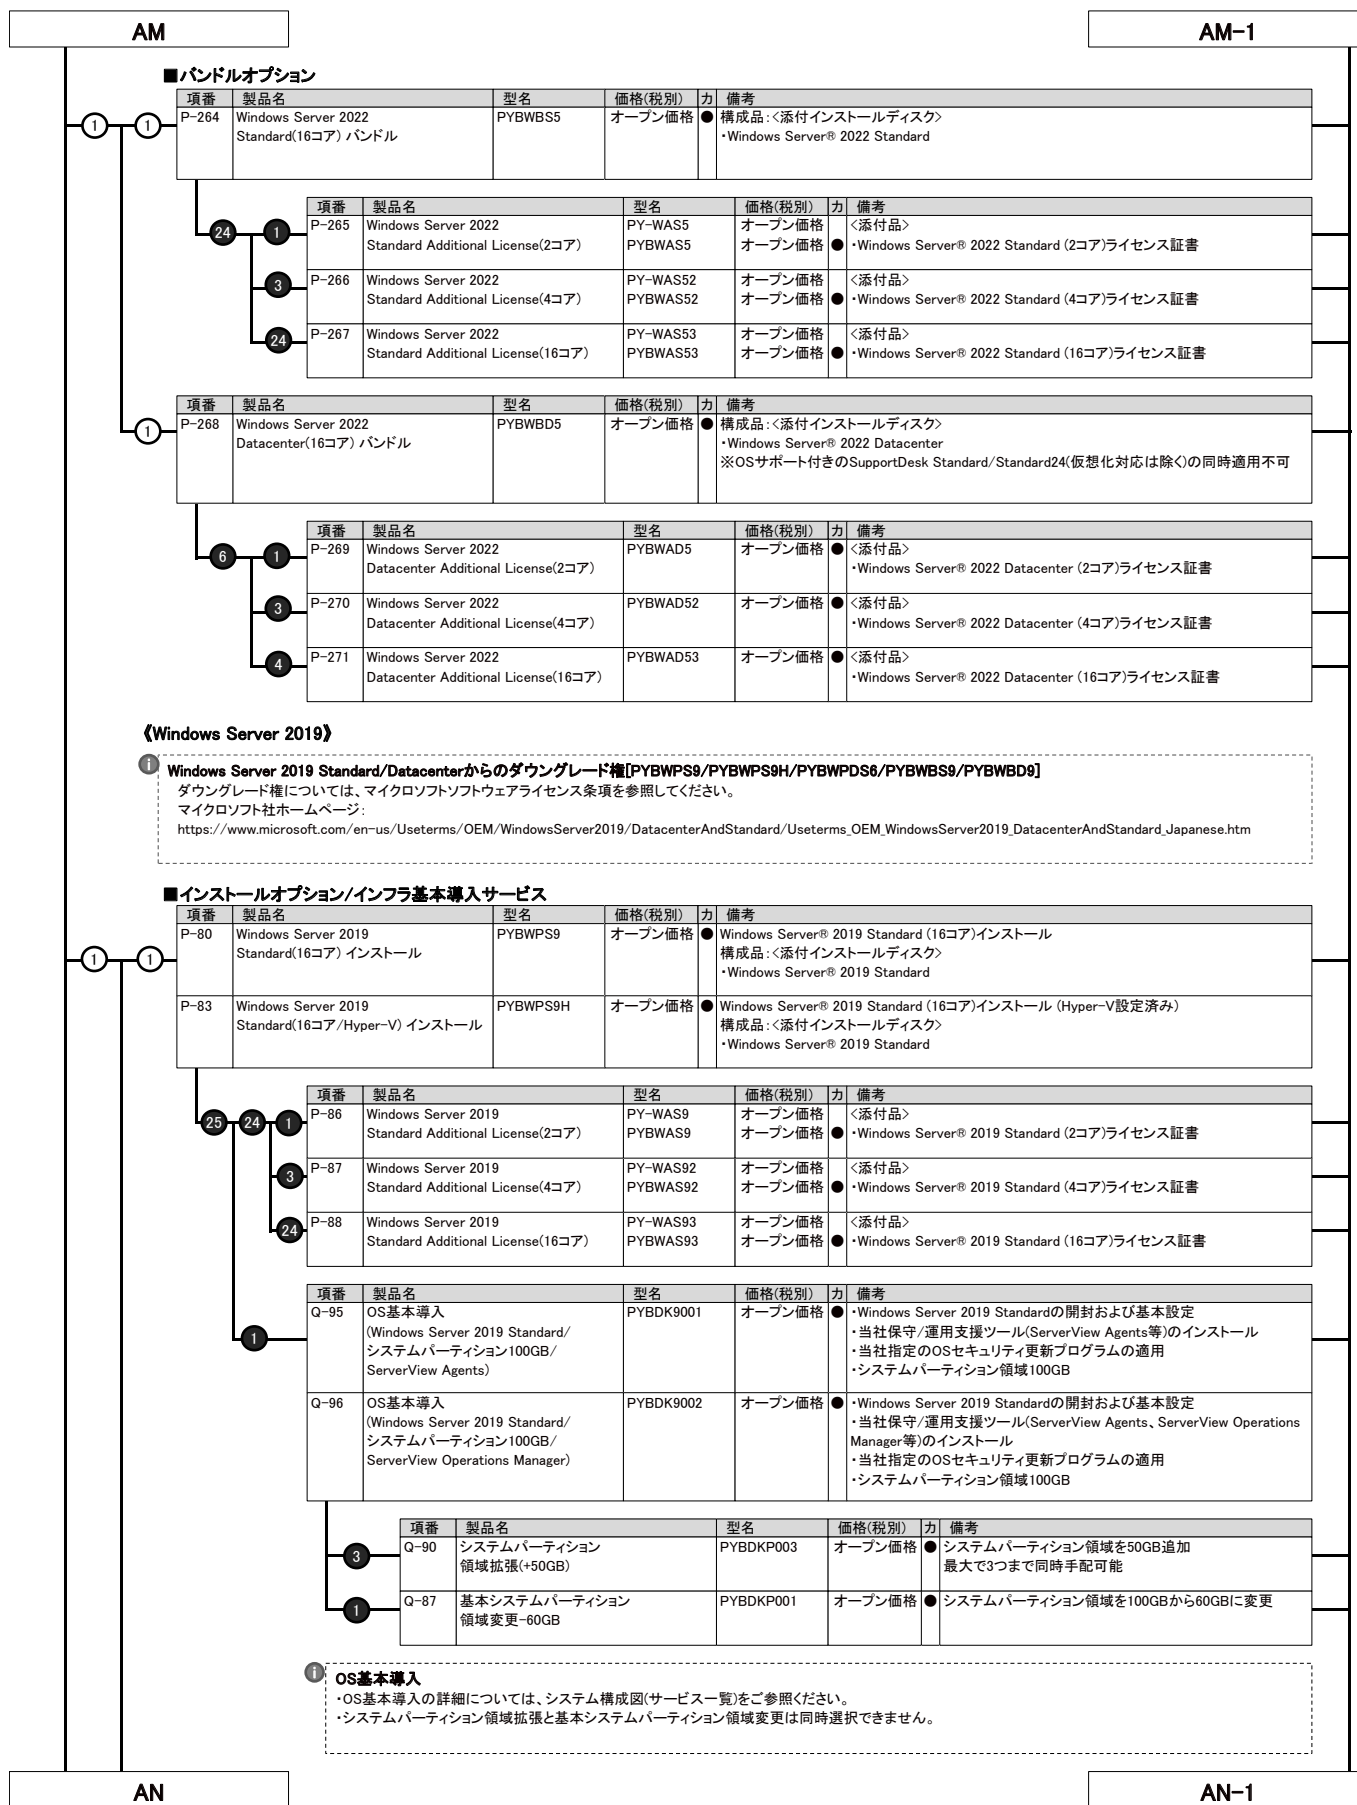 AM
AM-1
■バンドルオプション
項番 製品名 型名 価格(税別) カ 備考
① ① P-264 Windows Server 2022 PYBWBS5 オープン価格 ● 構成品:<添付インストールディスク>
Standard(16コア) バンドル ・Windows Server® 2022 Standard
項番 製品名 型名 価格(税別) カ 備考
24 1 P-265 Windows Server 2022 PY-WAS5 オープン価格 <添付品>
Standard Additional License(2コア) PYBWAS5 オープン価格 ● ・Windows Server® 2022 Standard (2コア)ライセンス証書
3 P-266 Windows Server 2022 PY-WAS52 オープン価格 <添付品>
Standard Additional License(4コア) PYBWAS52 オープン価格 ● ・Windows Server® 2022 Standard (4コア)ライセンス証書
24 P-267 Windows Server 2022 PY-WAS53 オープン価格 <添付品>
Standard Additional License(16コア) PYBWAS53 オープン価格 ● ・Windows Server® 2022 Standard (16コア)ライセンス証書
項番 製品名 型名 価格(税別) カ 備考
① P-268 Windows Server 2022 PYBWBD5 オープン価格 ● 構成品:<添付インストールディスク>
Datacenter(16コア) バンドル ・Windows Server® 2022 Datacenter
※OSサポート付きのSupportDesk Standard/Standard24(仮想化対応は除く)の同時適用不可
項番 製品名 型名 価格(税別) カ 備考
6 1 P-269 Windows Server 2022 PYBWAD5 オープン価格 ● <添付品>
Datacenter Additional License(2コア) ・Windows Server® 2022 Datacenter (2コア)ライセンス証書
3 P-270 Windows Server 2022 PYBWAD52 オープン価格 ● <添付品>
Datacenter Additional License(4コア) ・Windows Server® 2022 Datacenter (4コア)ライセンス証書
4 P-271 Windows Server 2022 PYBWAD53 オープン価格 ● <添付品>
Datacenter Additional License(16コア) ・Windows Server® 2022 Datacenter (16コア)ライセンス証書
《Windows Server 2019》
i Windows Server 2019 Standard/Datacenterからのダウングレード権[PYBWPS9/PYBWPS9H/PYBWPDS6/PYBWBS9/PYBWBD9]
ダウングレード権については、マイクロソフトソフトウェアライセンス条項を参照してください。
マイクロソフト社ホームページ:
https://www.microsoft.com/en-us/Useterms/OEM/WindowsServer2019/DatacenterAndStandard/Useterms_OEM_WindowsServer2019_DatacenterAndStandard_Japanese.htm
■インストールオプション/インフラ基本導入サービス
項番 製品名 型名 価格(税別) カ 備考
① ① P-80 Windows Server 2019 PYBWPS9 オープン価格 ● Windows Server® 2019 Standard (16コア)インストール
Standard(16コア) インストール 構成品:<添付インストールディスク>
・Windows Server® 2019 Standard
P-83 Windows Server 2019 PYBWPS9H オープン価格 ● Windows Server® 2019 Standard (16コア)インストール (Hyper-V設定済み)
Standard(16コア/Hyper-V) インストール 構成品:<添付インストールディスク>
・Windows Server® 2019 Standard
項番 製品名 型名 価格(税別) カ 備考
25 24 1 P-86 Windows Server 2019 PY-WAS9 オープン価格 <添付品>
Standard Additional License(2コア) PYBWAS9 オープン価格 ● ・Windows Server® 2019 Standard (2コア)ライセンス証書
3 P-87 Windows Server 2019 PY-WAS92 オープン価格 <添付品>
Standard Additional License(4コア) PYBWAS92 オープン価格 ● ・Windows Server® 2019 Standard (4コア)ライセンス証書
24 P-88 Windows Server 2019 PY-WAS93 オープン価格 <添付品>
Standard Additional License(16コア) PYBWAS93 オープン価格 ● ・Windows Server® 2019 Standard (16コア)ライセンス証書
項番 製品名 型名 価格(税別) カ 備考
1 Q-95 OS基本導入 PYBDK9001 オープン価格 ● ・Windows Server 2019 Standardの開封および基本設定
(Windows Server 2019 Standard/ ・当社保守/運用支援ツール(ServerView Agents等)のインストール
システムパーティション100GB/ ・当社指定のOSセキュリティ更新プログラムの適用
ServerView Agents) ・システムパーティション領域100GB
Q-96 OS基本導入 PYBDK9002 オープン価格 ● ・Windows Server 2019 Standardの開封および基本設定
(Windows Server 2019 Standard/ ・当社保守/運用支援ツール(ServerView Agents、ServerView Operations
システムパーティション100GB/ Manager等)のインストール
ServerView Operations Manager) ・当社指定のOSセキュリティ更新プログラムの適用
・システムパーティション領域100GB
項番 製品名 型名 価格(税別) カ 備考
3 Q-90 システムパーティション PYBDKP003 オープン価格 ● システムパーティション領域を50GB追加
領域拡張(+50GB) 最大で3つまで同時手配可能
1 Q-87 基本システムパーティション PYBDKP001 オープン価格 ● システムパーティション領域を100GBから60GBに変更
領域変更-60GB
i OS基本導入
・OS基本導入の詳細については、システム構成図(サービス一覧)をご参照ください。
・システムパーティション領域拡張と基本システムパーティション領域変更は同時選択できません。
AN
AN-1